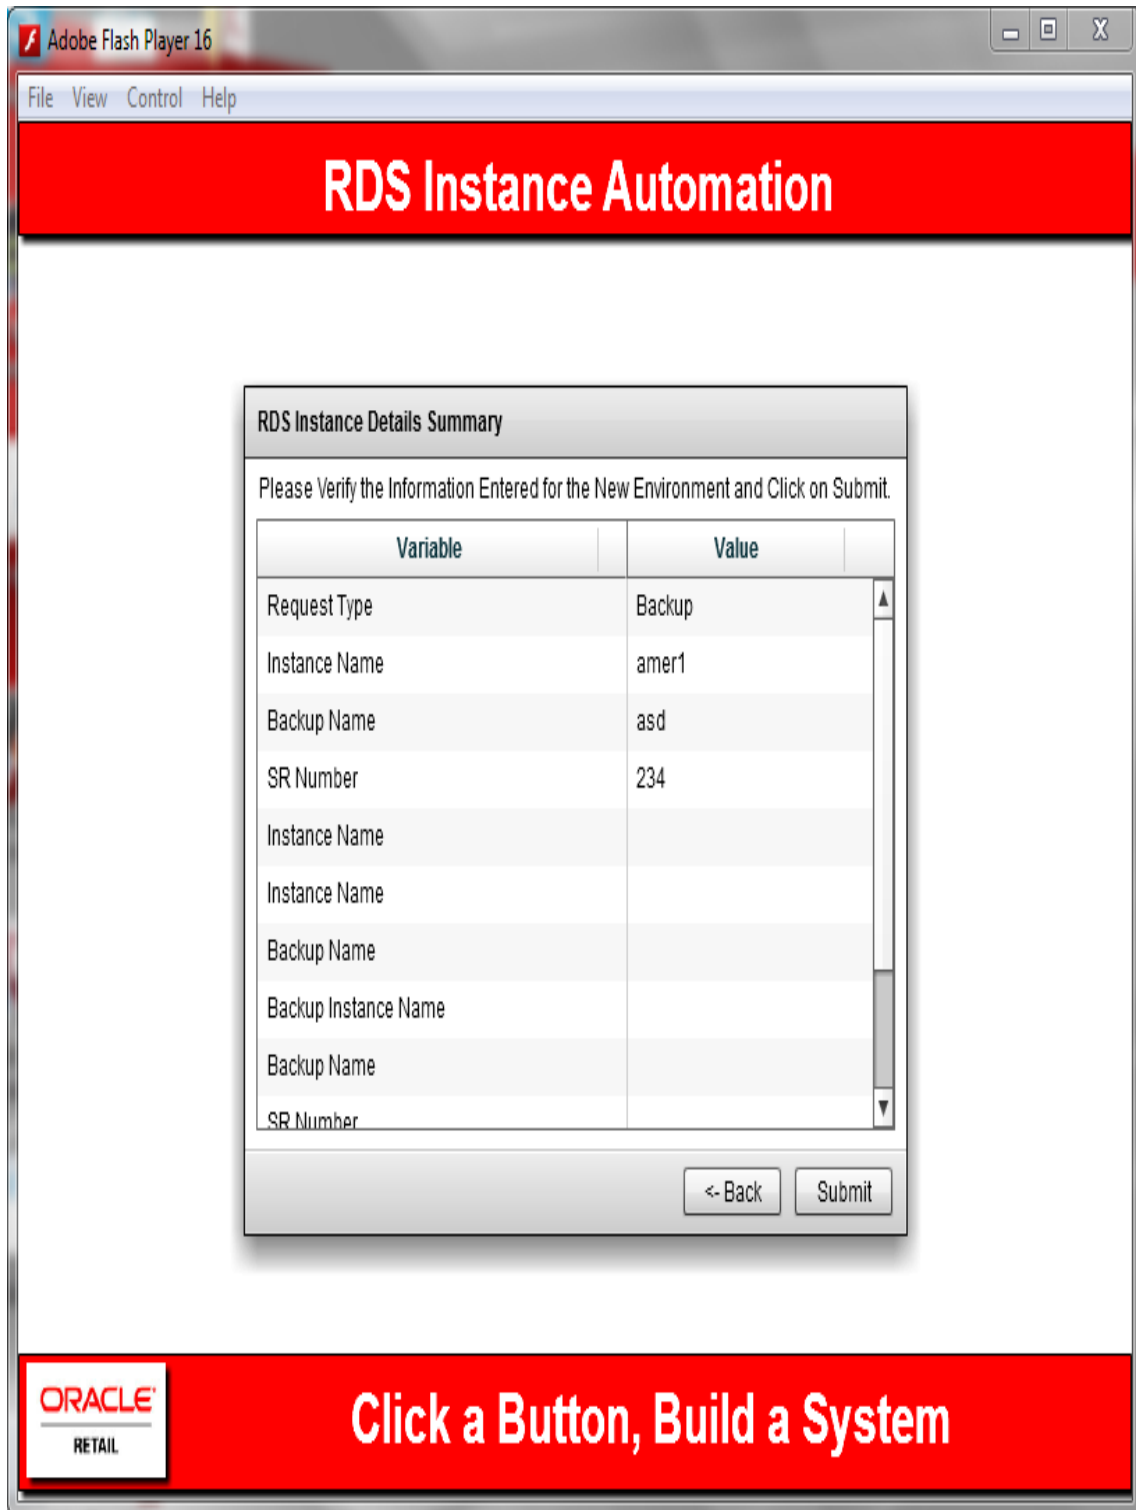 Adobe Flash Player 16
File View Control Help
RDS Instance Automation
RDS Instance Details Summary
Please Verify the Information Entered for the New Environment and Click on Submit.
Variable Value
Request Type Backup
Instance Name amer1
Backup Name asd
SR Number 234
Instance Name
Instance Name
Backup Name
Backup Instance Name
Backup Name
SR Number
<- Back Submit
ORACLE
RETAIL
Click a Button, Build a System